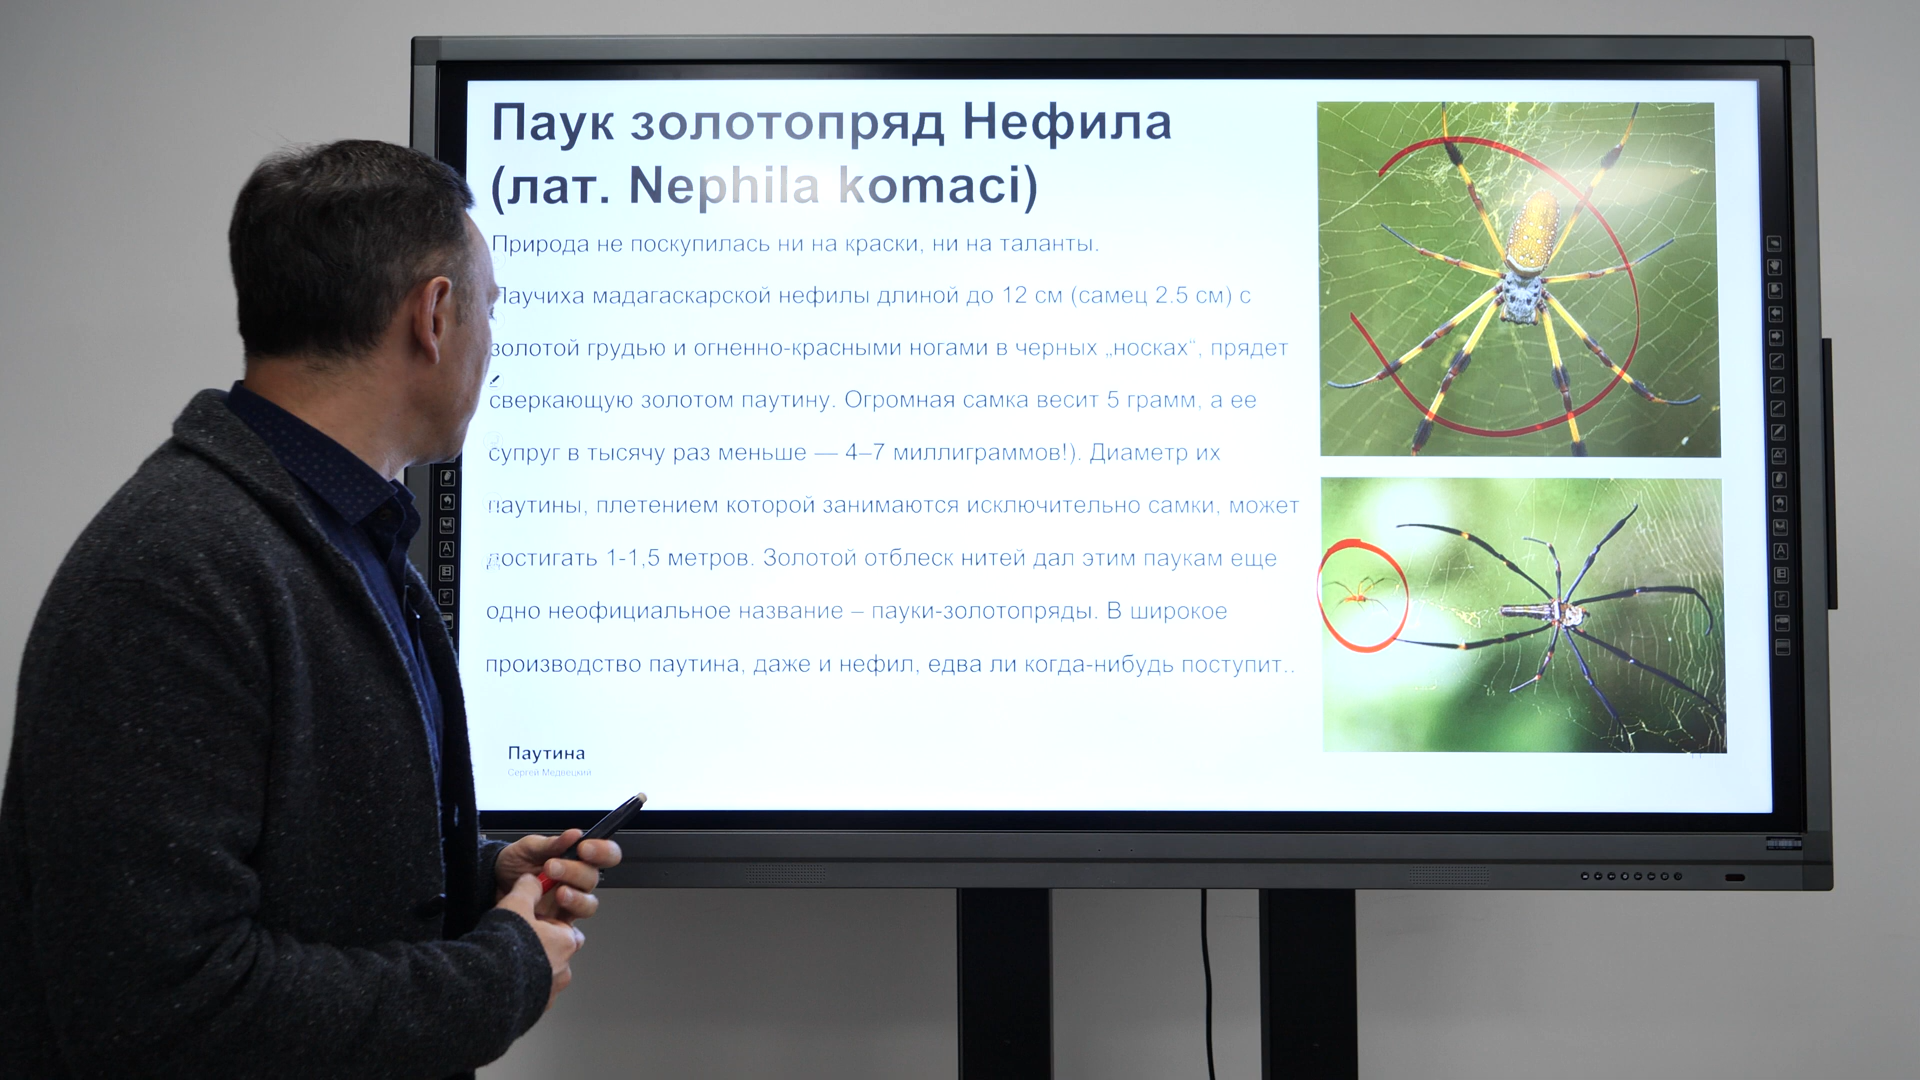 Паук золотопряд Нефила
(лат. Nephila komaci)
Природа не поскупилась ни на краски, ни на таланты.
Паучиха мадагаскарской нефилы длиной до 12 см (самец 2.5 см) с
золотой грудью и огненно-красными ногами в черных „носках“, прядет
сверкающую золотом паутину. Огромная самка весит 5 грамм, а ее
супруг в тысячу раз меньше — 4–7 миллиграммов!). Диаметр их
паутины, плетением которой занимаются исключительно самки, может
достигать 1-1,5 метров. Золотой отблеск нитей дал этим паукам еще
одно неофициальное название – пауки-золотопряды. В широкое
производство паутина, даже и нефил, едва ли когда-нибудь поступит..
Паутина
Сергей Медвецкий